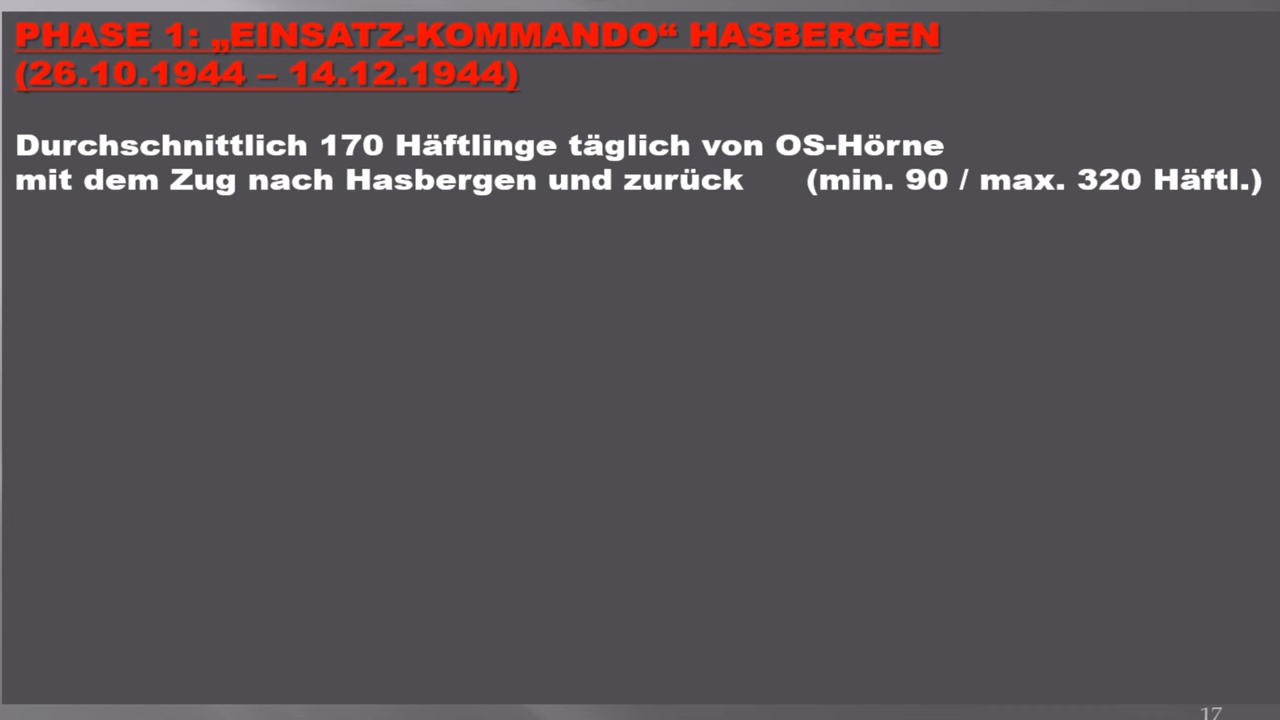 PHASE 1: „EINSATZ-KOMMANDO“ HASBERGEN
(26.10.1944 – 14.12.1944)
Durchschnittlich 170 Häftlinge täglich von OS-Hörne
mit dem Zug nach Hasbergen und zurück (min. 90 / max. 320 Häftl.)
17